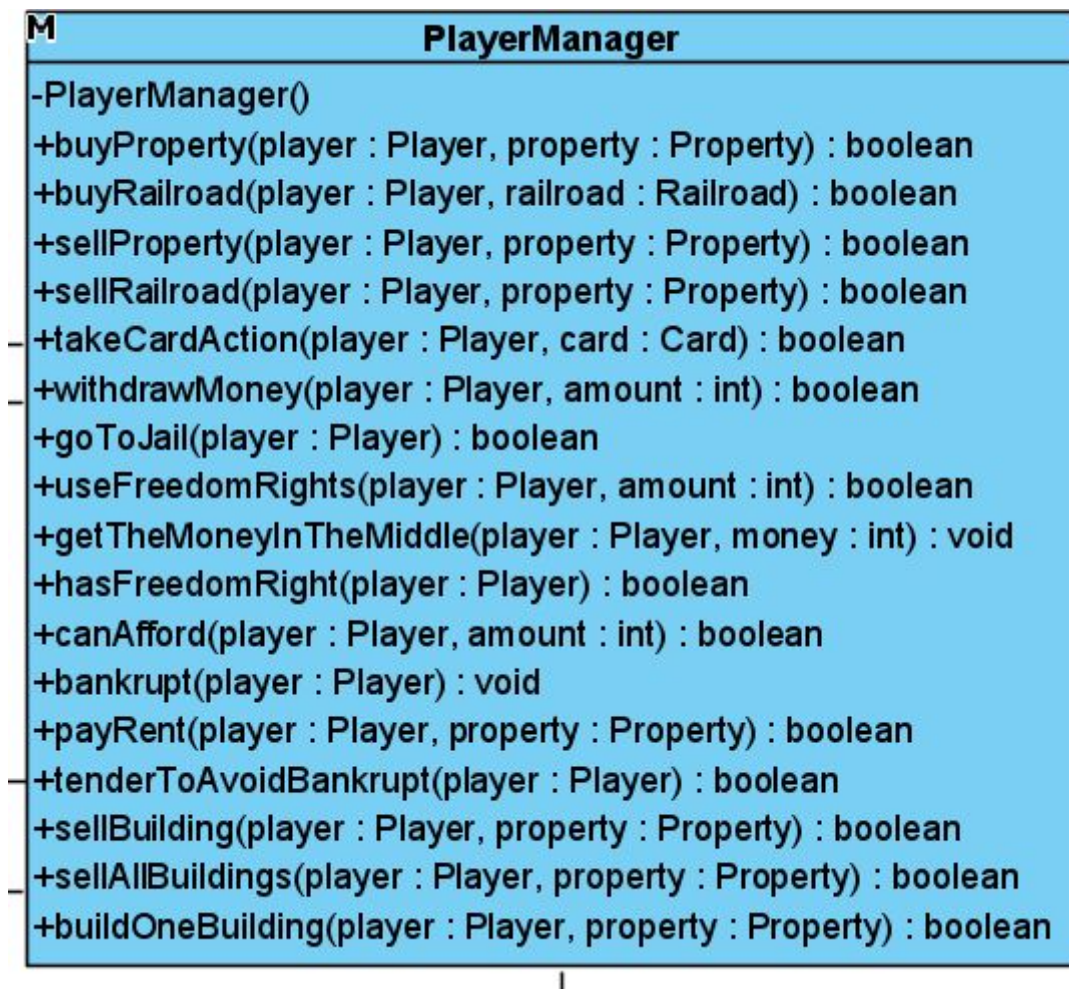 M
PlayerManager
-PlayerManager()
+buyProperty(player : Player, property : Property) : boolean
+buyRailroad(player : Player, railroad : Railroad) : boolean
+sellProperty(player : Player, property : Property) : boolean
+sellRailroad(player : Player, property : Property) : boolean
+takeCardAction(player : Player, card : Card) : boolean
+withdrawMoney(player : Player, amount : int) : boolean
+goToJail(player : Player) : boolean
+useFreedomRights(player : Player, amount : int) : boolean
+getTheMoneyInTheMiddle(player : Player, money : int) : void
+hasFreedomRight(player : Player) : boolean
+canAfford(player : Player, amount : int) : boolean
+bankrupt(player : Player) : void
+payRent(player : Player, property : Property) : boolean
+tenderToAvoidBankrupt(player : Player) : boolean
+sellBuilding(player : Player, property : Property) : boolean
+sellAllBuildings(player : Player, property : Property) : boolean
+buildOneBuilding(player : Player, property : Property) : boolean